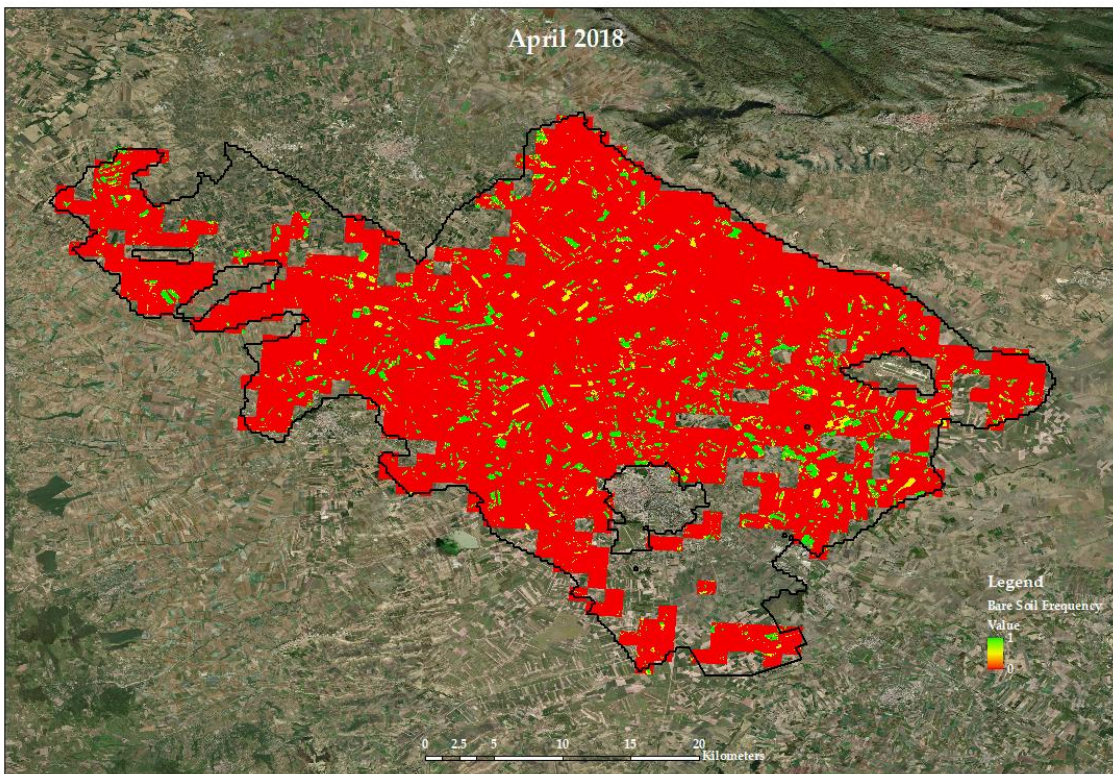 April 2018
Legend
Bare Soil Frequency
Value
1
0
0 2.5 5 10 15 20
Kilometers